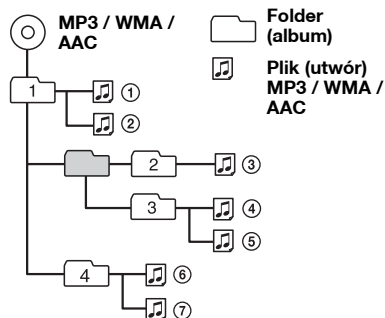 MP3 / WMA /
AAC
Folder
(album)
Plik (utwór)
MP3 / WMA /
AAC
1
①
②
2
③
3
④
⑤
4
⑥
⑦